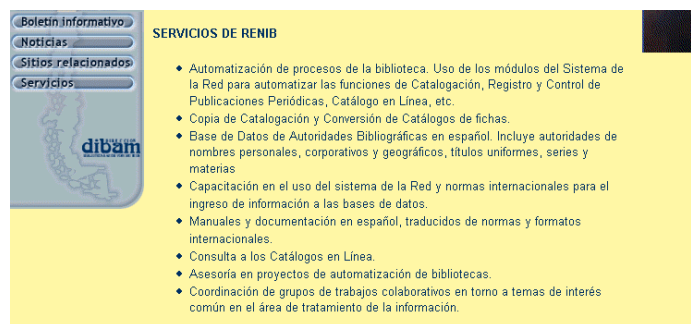 Boletín informativo
Noticias
Sitios relacionados
Servicios
dibam
SERVICIOS DE RENIB
Automatización de procesos de la biblioteca. Uso de los módulos del Sistema de
la Red para automatizar las funciones de Catalogación, Registro y Control de
Publicaciones Periódicas, Catálogo en Línea, etc.
Copia de Catalogación y Conversión de Catálogos de fichas.
Base de Datos de Autoridades Bibliográficas en español. Incluye autoridades de
nombres personales, corporativos y geográficos, títulos uniformes, series y
materias
Capacitación en el uso del sistema de la Red y normas internacionales para el
ingreso de información a las bases de datos.
Manuales y documentación en español, traducidos de normas y formatos
internacionales.
Consulta a los Catálogos en Línea.
Asesoría en proyectos de automatización de bibliotecas.
Coordinación de grupos de trabajos colaborativos en torno a temas de interés
común en el área de tratamiento de la información.